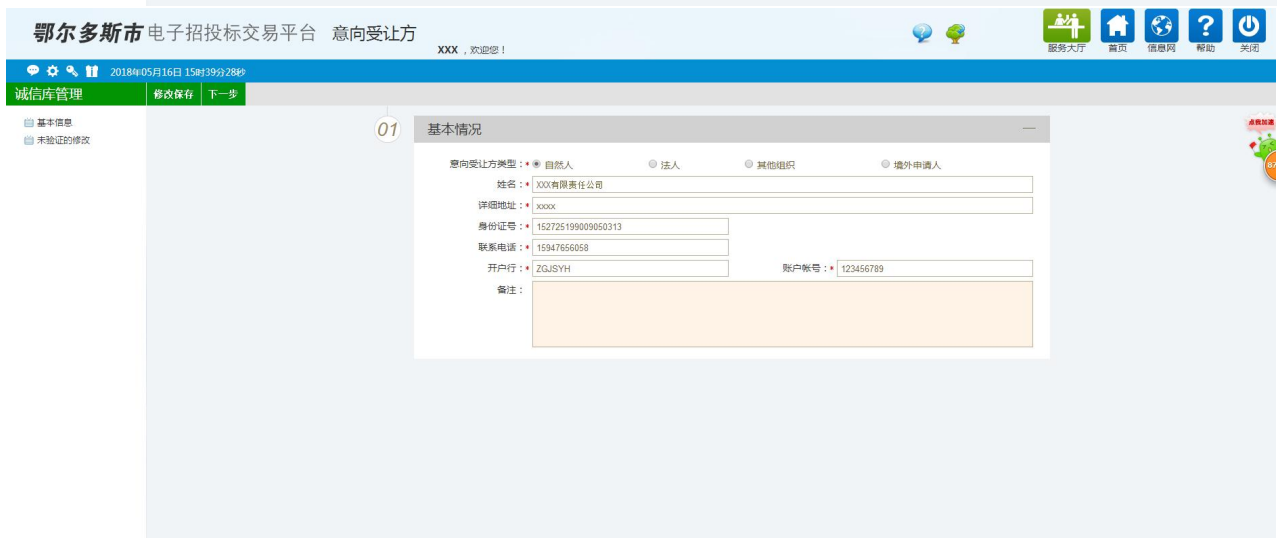 鄂尔多斯市电子招投标交易平台 意向受让方
XXX ，欢迎您！
服务大厅 首页 信息网 帮助 关闭
2018年05月16日 15时39分28秒
诚信库管理 修改保存 下一步
基本信息
未验证的修改
01 基本情况
点我加速
87
意向受让方类型：* 自然人 法人 其他组织 境外申请人
姓名：* XXX有限责任公司
详细地址：* xxxx
身份证号：* 152725199009050313
联系电话：* 15947656058
开户行：* ZGJSYH 账户帐号：* 123456789
备注：